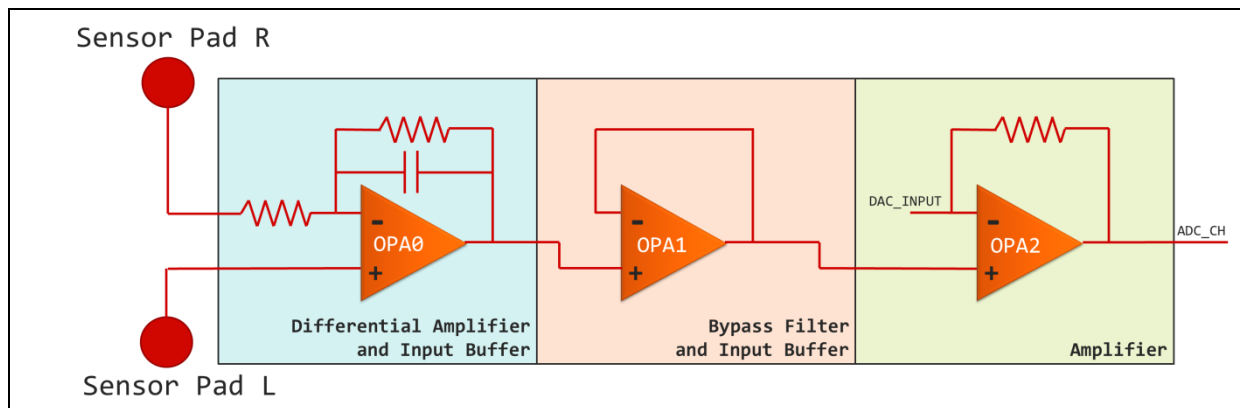 Sensor Pad R
-
OPA0
+
Differential Amplifier
and Input Buffer
Sensor Pad L
-
OPA1
+
Bypass Filter
and Input Buffer
DAC_INPUT
-
OPA2
+
ADC_CH
Amplifier